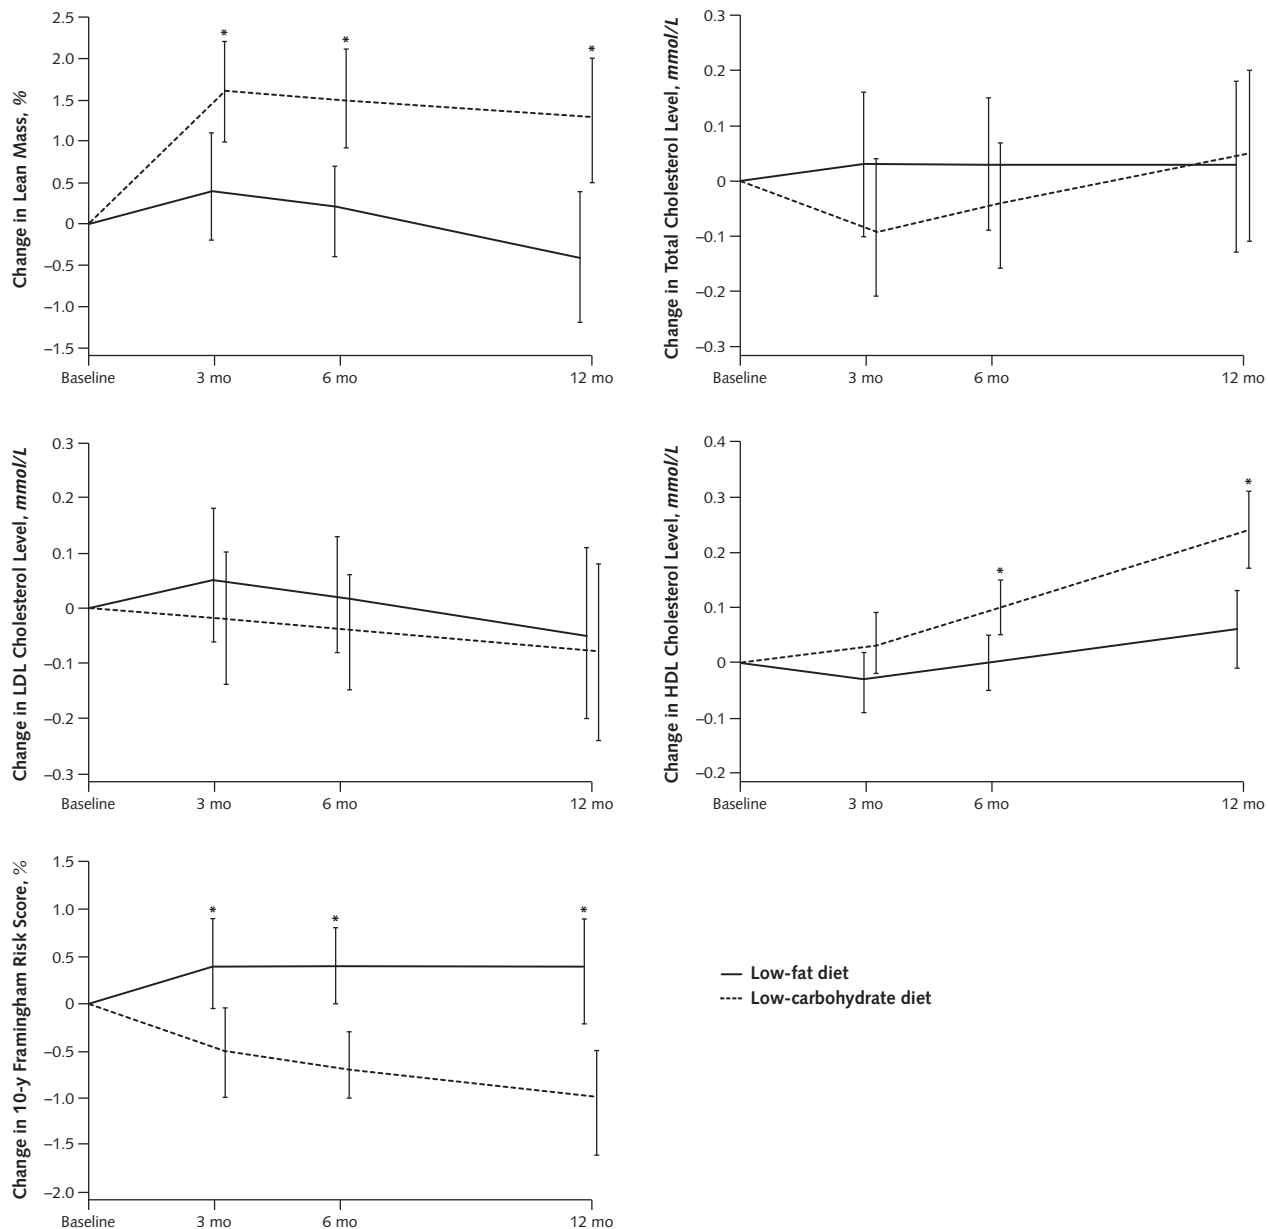 Change in Lean Mass, %
2.5
2.0
1.5
1.0
0.5
0
–0.5
–1.0
–1.5
*
*
*
Baseline
3 mo
6 mo
12 mo
Change in Total Cholesterol Level, mmol/L
0.3
0.2
0.1
0
–0.1
–0.2
–0.3
Baseline
3 mo
6 mo
12 mo
Change in LDL Cholesterol Level, mmol/L
0.3
0.2
0.1
0
–0.1
–0.2
–0.3
Baseline
3 mo
6 mo
12 mo
Change in HDL Cholesterol Level, mmol/L
0.4
0.3
0.2
0.1
0
–0.1
–0.2
*
*
Baseline
3 mo
6 mo
12 mo
Change in 10-y Framingham Risk Score, %
1.5
1.0
0.5
0
–0.5
–1.0
–1.5
–2.0
*
*
*
Baseline
3 mo
6 mo
12 mo
Low-fat diet
Low-carbohydrate diet